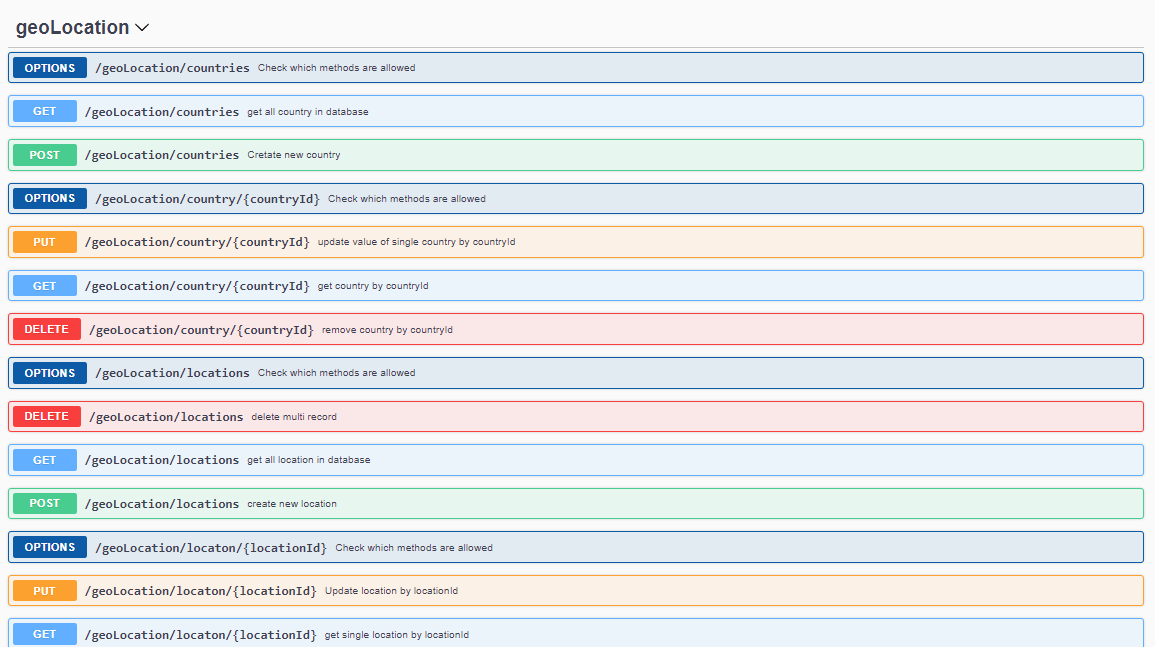 geoLocation
OPTIONS /geoLocation/countries Check which methods are allowed
GET /geoLocation/countries get all country in database
POST /geoLocation/countries Cretate new country
OPTIONS /geoLocation/country/{countryId} Check which methods are allowed
PUT /geoLocation/country/{countryId} update value of single country by countryId
GET /geoLocation/country/{countryId} get country by countryId
DELETE /geoLocation/country/{countryId} remove country by countryId
OPTIONS /geoLocation/locations Check which methods are allowed
DELETE /geoLocation/locations delete multi record
GET /geoLocation/locations get all location in database
POST /geoLocation/locations create new location
OPTIONS /geoLocation/locaton/{locationId} Check which methods are allowed
PUT /geoLocation/locaton/{locationId} Update location by locationId
GET /geoLocation/locaton/{locationId} get single location by locationId